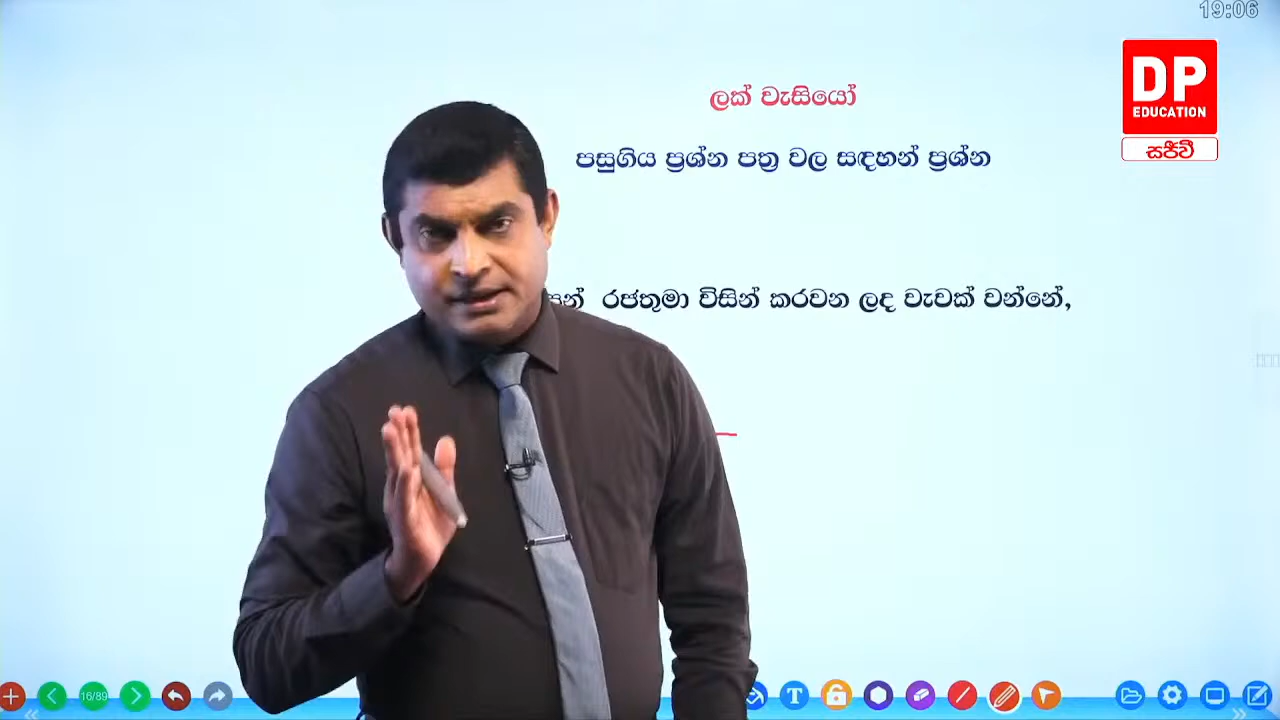 19:06
DP
EDUCATION
සජීවී
ලක් වැසියෝ
පසුගිය ප්‍රශ්න පත්‍ර වල සඳහන් ප්‍රශ්න
රජතුමා විසින් කරවන ලද වැවක් වන්නේ,
16/89